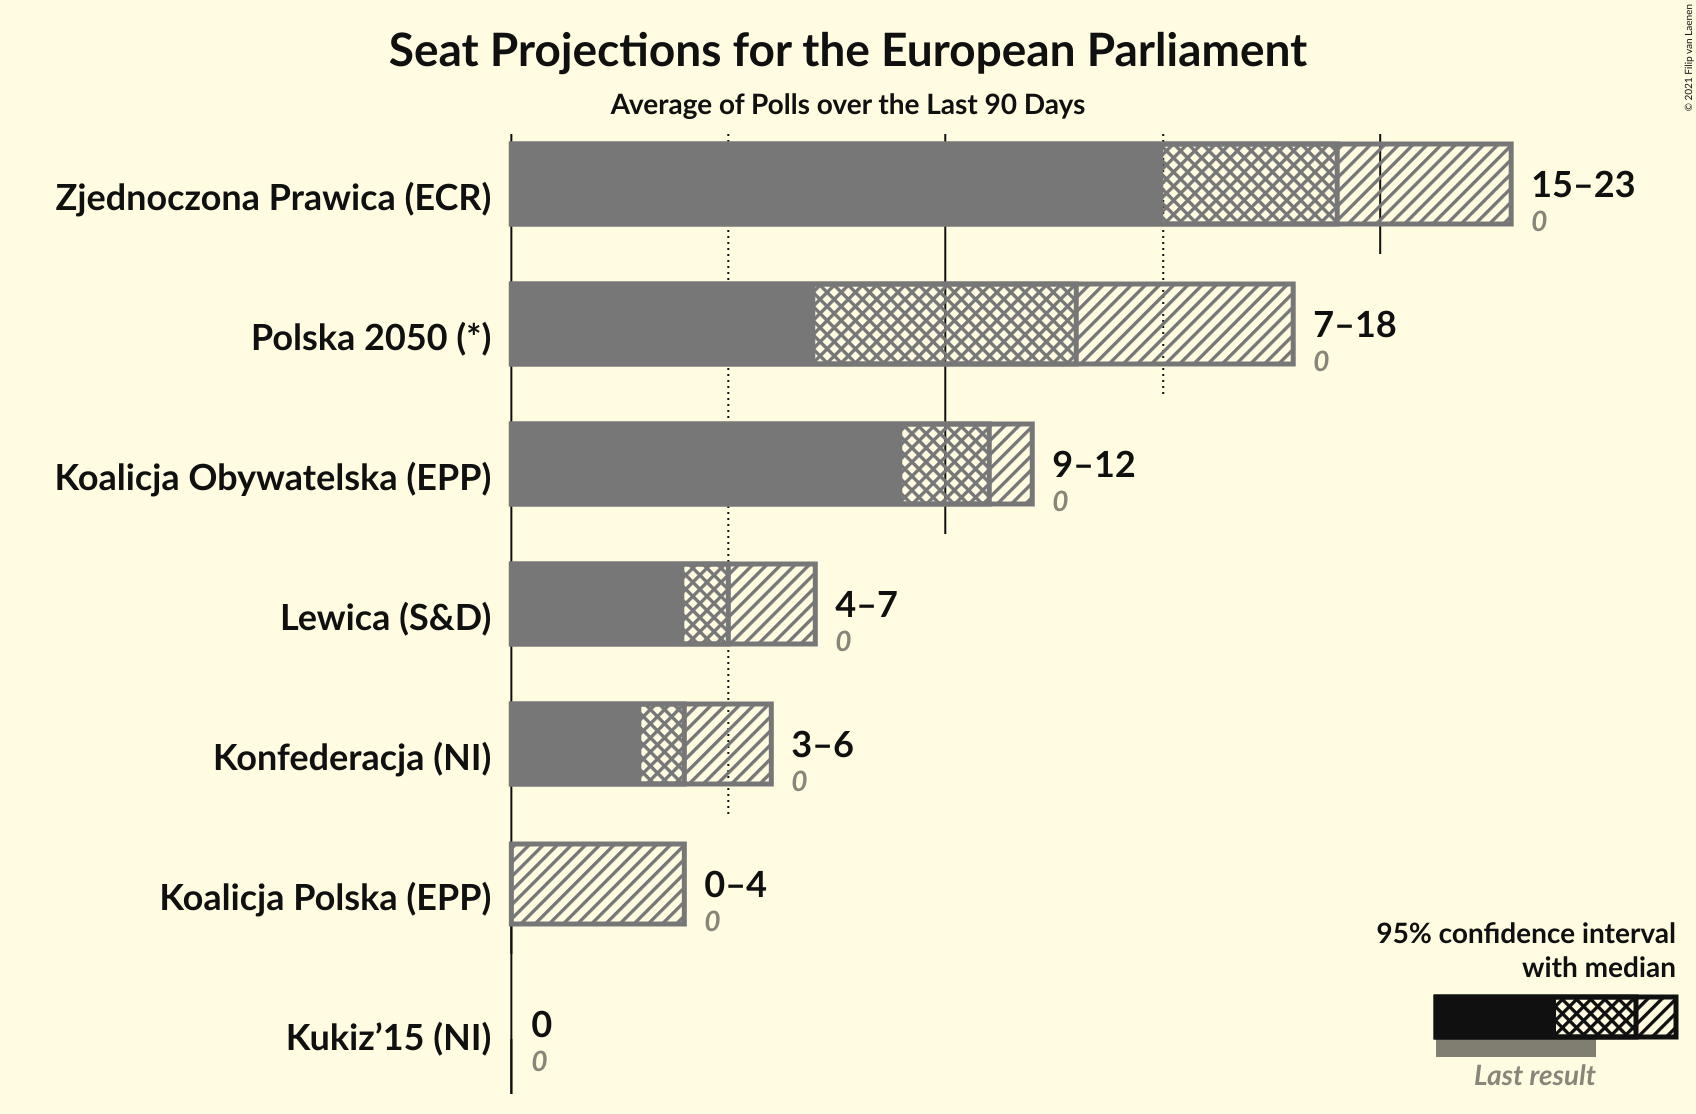 Seat Projections for the European Parliament
Average of Polls over the Last 90 Days
© 2021 Filip van Laenen
Zjednoczona Prawica (ECR)
15–23
0
Polska 2050 (*)
7–18
0
Koalicja Obywatelska (EPP)
9–12
0
Lewica (S&D)
4–7
0
Konfederacja (NI)
3–6
0
Koalicja Polska (EPP)
0–4
0
Kukiz’15 (NI)
0
0
95% confidence interval
with median
Last result